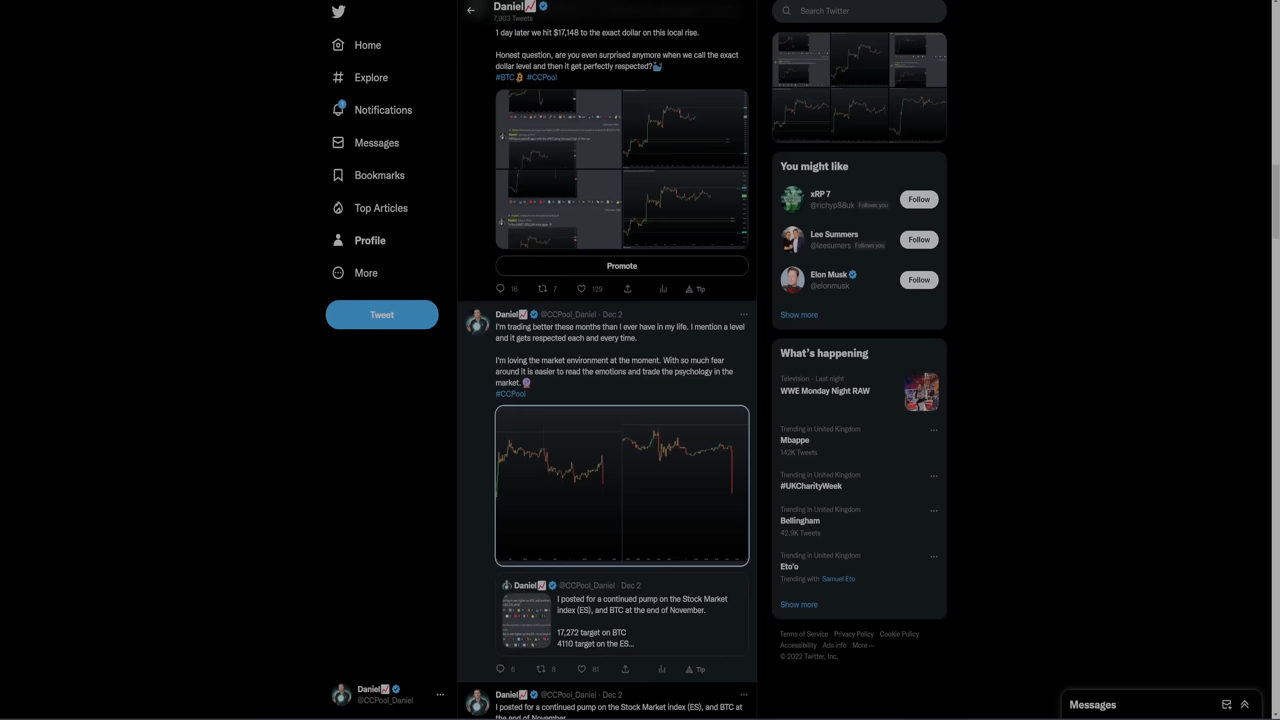 Home
Explore
1
Notifications
Messages
Bookmarks
Top Articles
Profile
More
Tweet
Daniel📈
@CCPool_Daniel
Daniel📈
7,903 Tweets
1 day later we hit $17,148 to the exact dollar on this local rise.
Honest question, are you even surprised anymore when we call the exact
dollar level and then it get perfectly respected?
#BTC #CCPool
Promote
16
7
129
Tip
Daniel📈 @CCPool_Daniel · Dec 2
I'm trading better these months than I ever have in my life. I mention a level
and it gets respected each and every time.
I'm loving the market environment at the moment. With so much fear
around it is easier to read the emotions and trade the psychology in the
market.🔮
#CCPool
Daniel📈 @CCPool_Daniel · Dec 2
I posted for a continued pump on the Stock Market
index (ES), and BTC at the end of November.
17,272 target on BTC
4110 target on the ES...
6
8
81
Tip
Daniel📈 @CCPool_Daniel · Dec 2
I posted for a continued pump on the Stock Market index (ES), and BTC at
the end of November.
Search Twitter
You might like
xRP 7
@richyp88uk Follows you
Follow
Lee Summers
@leesumers Follows you
Follow
Elon Musk
@elonmusk
Follow
Show more
What's happening
Television · Last night
WWE Monday Night RAW
Trending in United Kingdom
Mbappe
142K Tweets
Trending in United Kingdom
#UKCharityWeek
Trending in United Kingdom
Bellingham
42.9K Tweets
Trending in United Kingdom
Eto'o
Trending with Samuel Eto
Show more
Terms of Service Privacy Policy Cookie Policy
Accessibility Ads info More ···
© 2022 Twitter, Inc.
Messages